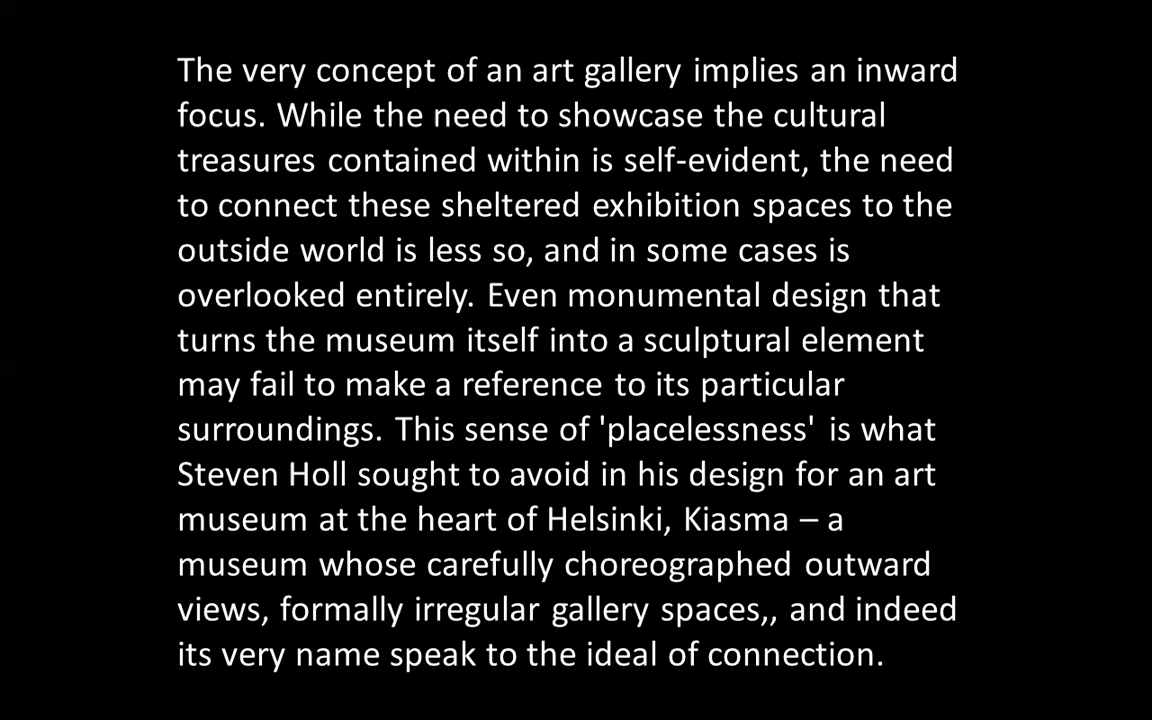 The very concept of an art gallery implies an inward
focus. While the need to showcase the cultural
treasures contained within is self-evident, the need
to connect these sheltered exhibition spaces to the
outside world is less so, and in some cases is
overlooked entirely. Even monumental design that
turns the museum itself into a sculptural element
may fail to make a reference to its particular
surroundings. This sense of 'placelessness' is what
Steven Holl sought to avoid in his design for an art
museum at the heart of Helsinki, Kiasma – a
museum whose carefully choreographed outward
views, formally irregular gallery spaces,, and indeed
its very name speak to the ideal of connection.